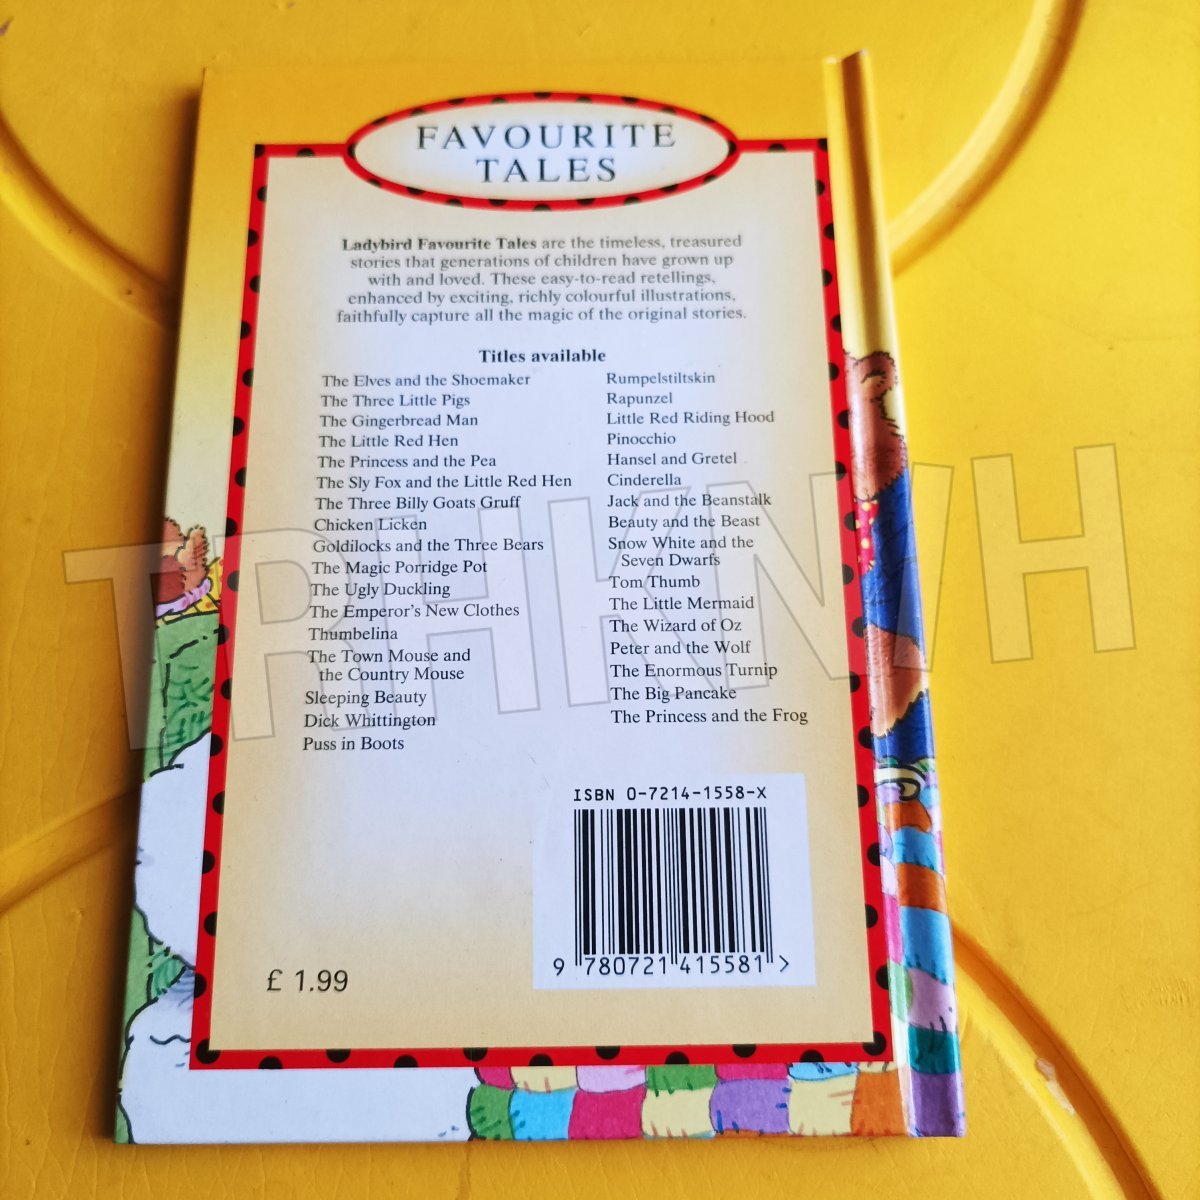 FAVOURITE
TALES
Ladybird Favourite Tales are the timeless, treasured
stories that generations of children have grown up
with and loved. These easy-to-read retellings,
enhanced by exciting, richly colourful illustrations,
faithfully capture all the magic of the original stories.
Titles available
The Elves and the Shoemaker
The Three Little Pigs
The Gingerbread Man
The Little Red Hen
The Princess and the Pea
The Sly Fox and the Little Red Hen
The Three Billy Goats Gruff
Chicken Licken
Goldilocks and the Three Bears
The Magic Porridge Pot
The Ugly Duckling
The Emperor's New Clothes
Thumbelina
The Town Mouse and
the Country Mouse
Sleeping Beauty
Dick Whittington
Puss in Boots
Rumpelstiltskin
Rapunzel
Little Red Riding Hood
Pinocchio
Hansel and Gretel
Cinderella
Jack and the Beanstalk
Beauty and the Beast
Snow White and the
Seven Dwarfs
Tom Thumb
The Little Mermaid
The Wizard of Oz
Peter and the Wolf
The Enormous Turnip
The Big Pancake
The Princess and the Frog
ISBN 0-7214-1558-X
9 780721 415581 >
£ 1.99
TRHKNH